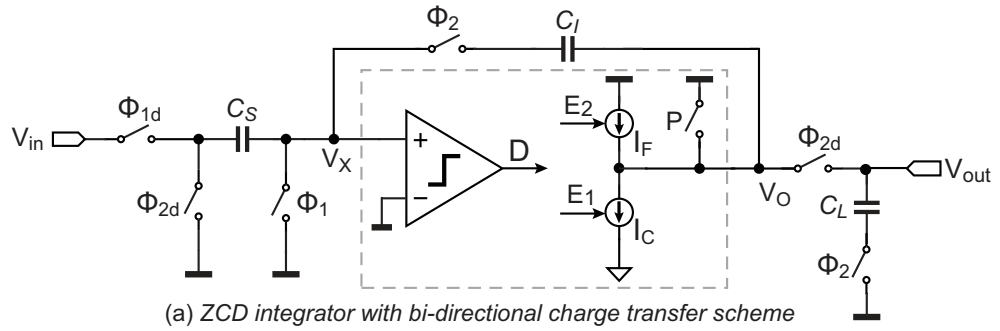 Φ2
CI
Φ1d
CS
E2
P
Vin
IF
D
VX
+
−
Φ2d
Φ1
Φ2d
Vout
VO
E1
IC
CL
Φ2
(a) ZCD integrator with bi-directional charge transfer scheme